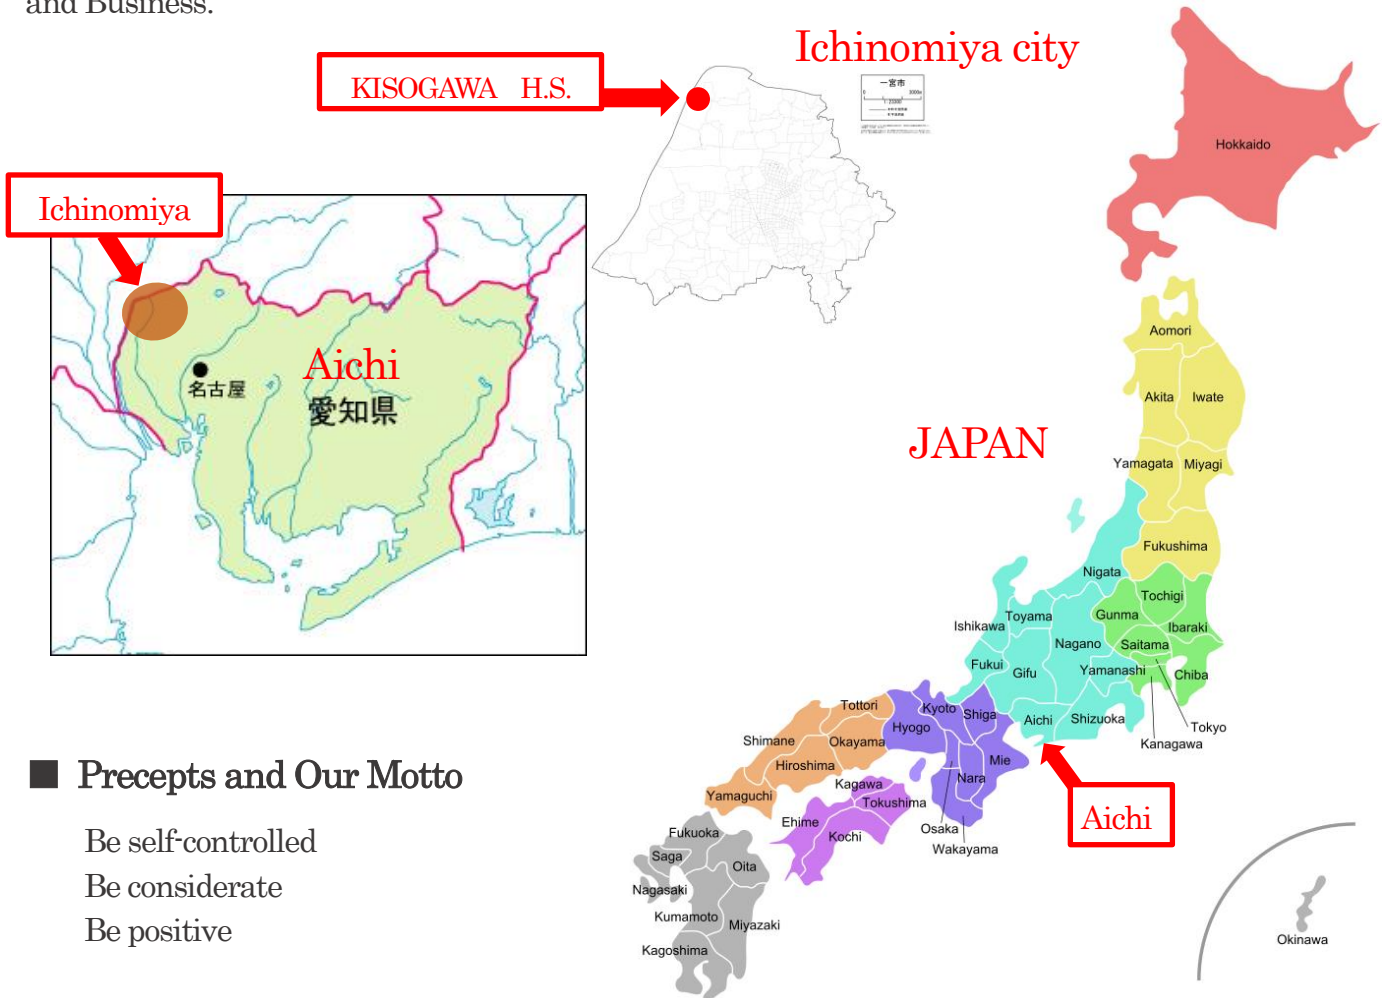 and Business.
Ichinomiya city
KISOGAWA H.S.
一宮市
Ichinomiya
Aichi
名古屋
愛知県
JAPAN
Hokkaido
Aomori
Akita
Iwate
Yamagata
Miyagi
Fukushima
Nigata
Tochigi
Gunma
Toyama
Ishikawa
Ibaraki
Nagano
Saitama
Fukui
Gifu
Yamanashi
Chiba
Tottori
Kyoto
Shiga
Aichi
Shizuoka
Hyogo
Tokyo
Shimane
Okayama
Kanagawa
Mie
Hiroshima
Nara
Kagawa
Yamaguchi
Tokushima
Ehime
Osaka
Kochi
Wakayama
Aichi
Fukuoka
Saga
Oita
Nagasaki
Kumamoto
Miyazaki
Kagoshima
Okinawa
■ Precepts and Our Motto
Be self-controlled
Be considerate
Be positive